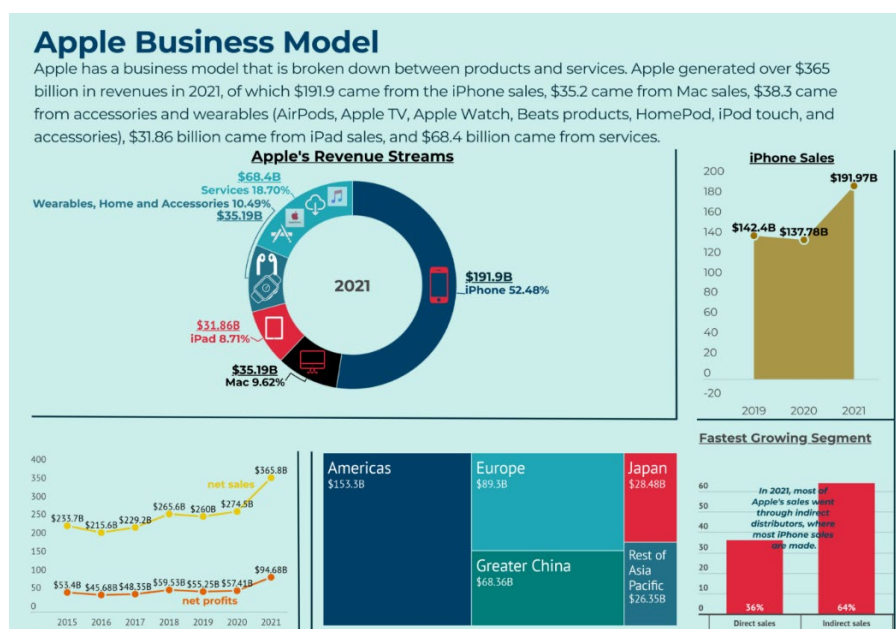 Apple Business Model
Apple has a business model that is broken down between products and services. Apple generated over $365
billion in revenues in 2021, of which $191.9 came from the iPhone sales, $35.2 came from Mac sales, $38.3 came
from accessories and wearables (AirPods, Apple TV, Apple Watch, Beats products, HomePod, iPod touch, and
accessories), $31.86 billion came from iPad sales, and $68.4 billion came from services.
Apple's Revenue Streams
$68.4B
Services 18.70%
Wearables, Home and Accessories 10.49%
$35.19B
2021
$191.9B
iPhone 52.48%
$31.86B
iPad 8.71%
$35.19B
Mac 9.62%
iPhone Sales
200
180
160
140
120
100
80
60
40
20
0
-20
$142.4B
$137.78B
$191.97B
2019 2020 2021
400
350
300
250
200
150
100
50
0
net sales
$233.7B
$215.6B
$229.2B
$265.6B
$260B
$274.5B
$365.8B
$53.4B
$45.68B
$48.35B
$59.53B
$55.25B
$57.41B
$94.68B
net profits
2015 2016 2017 2018 2019 2020 2021
Americas
$153.3B
Europe
$89.3B
Greater China
$68.36B
Japan
$28.48B
Rest of
Asia
Pacific
$26.35B
Fastest Growing Segment
60
50
40
30
20
10
0
In 2021, most of
Apple's sales went
through indirect
distributors, where
most iPhone sales
are made.
36%
64%
Direct sales
Indirect sales